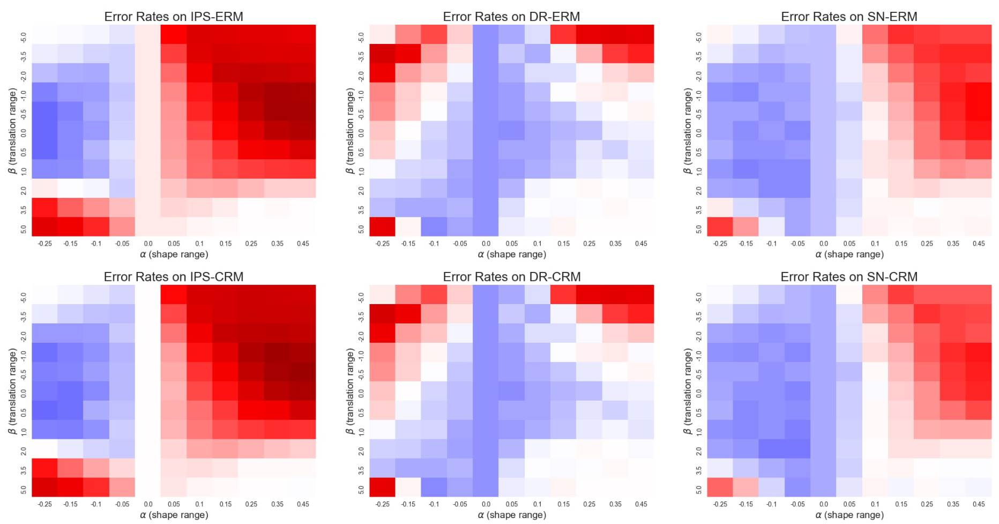 Error Rates on IPS-ERM
β (translation range)
-5.0
-3.5
-2.0
-1.0
-0.5
0.0
0.5
1.0
2.0
3.5
5.0
-0.25 -0.15 -0.1 -0.05 0.0 0.05 0.1 0.15 0.25 0.35 0.45
α (shape range)
Error Rates on DR-ERM
β (translation range)
-5.0
-3.5
-2.0
-1.0
-0.5
0.0
0.5
1.0
2.0
3.5
5.0
-0.25 -0.15 -0.1 -0.05 0.0 0.05 0.1 0.15 0.25 0.35 0.45
α (shape range)
Error Rates on SN-ERM
β (translation range)
-5.0
-3.5
-2.0
-1.0
-0.5
0.0
0.5
1.0
2.0
3.5
5.0
-0.25 -0.15 -0.1 -0.05 0.0 0.05 0.1 0.15 0.25 0.35 0.45
α (shape range)
Error Rates on IPS-CRM
β (translation range)
-5.0
-3.5
-2.0
-1.0
-0.5
0.0
0.5
1.0
2.0
3.5
5.0
-0.25 -0.15 -0.1 -0.05 0.0 0.05 0.1 0.15 0.25 0.35 0.45
α (shape range)
Error Rates on DR-CRM
β (translation range)
-5.0
-3.5
-2.0
-1.0
-0.5
0.0
0.5
1.0
2.0
3.5
5.0
-0.25 -0.15 -0.1 -0.05 0.0 0.05 0.1 0.15 0.25 0.35 0.45
α (shape range)
Error Rates on SN-CRM
β (translation range)
-5.0
-3.5
-2.0
-1.0
-0.5
0.0
0.5
1.0
2.0
3.5
5.0
-0.25 -0.15 -0.1 -0.05 0.0 0.05 0.1 0.15 0.25 0.35 0.45
α (shape range)